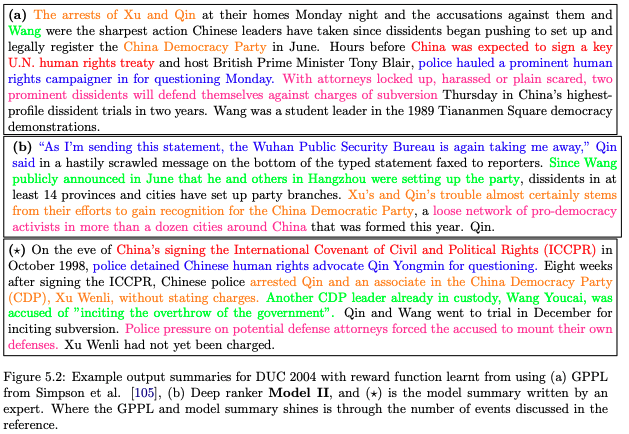 (a) The arrests of Xu and Qin at their homes Monday night and the accusations against them and
Wang were the sharpest action Chinese leaders have taken since dissidents began pushing to set up and
legally register the China Democracy Party in June. Hours before China was expected to sign a key
U.N. human rights treaty and host British Prime Minister Tony Blair, police hauled a prominent human
rights campaigner in for questioning Monday. With attorneys locked up, harassed or plain scared, two
prominent dissidents will defend themselves against charges of subversion Thursday in China's highest-
profile dissident trials in two years. Wang was a student leader in the 1989 Tiananmen Square democracy
demonstrations.
(b) "As I'm sending this statement, the Wuhan Public Security Bureau is again taking me away," Qin
said in a hastily scrawled message on the bottom of the typed statement faxed to reporters. Since Wang
publicly announced in June that he and others in Hangzhou were setting up the party, dissidents in at
least 14 provinces and cities have set up party branches. Xu's and Qin's trouble almost certainly stems
from their efforts to gain recognition for the China Democratic Party, a loose network of pro-democracy
activists in more than a dozen cities around China that was formed this year. Qin.
(⋆) On the eve of China's signing the International Covenant of Civil and Political Rights (ICCPR) in
October 1998, police detained Chinese human rights advocate Qin Yongmin for questioning. Eight weeks
after signing the ICCPR, Chinese police arrested Qin and an associate in the China Democracy Party
(CDP), Xu Wenli, without stating charges. Another CDP leader already in custody, Wang Youcai, was
accused of "inciting the overthrow of the government". Qin and Wang went to trial in December for
inciting subversion. Police pressure on potential defense attorneys forced the accused to mount their own
defenses. Xu Wenli had not yet been charged.
Figure 5.2: Example output summaries for DUC 2004 with reward function learnt from using (a) GPPL
from Simpson et al. [105], (b) Deep ranker Model II, and (⋆) is the model summary written by an
expert. Where the GPPL and model summary shines is through the number of events discussed in the
reference.